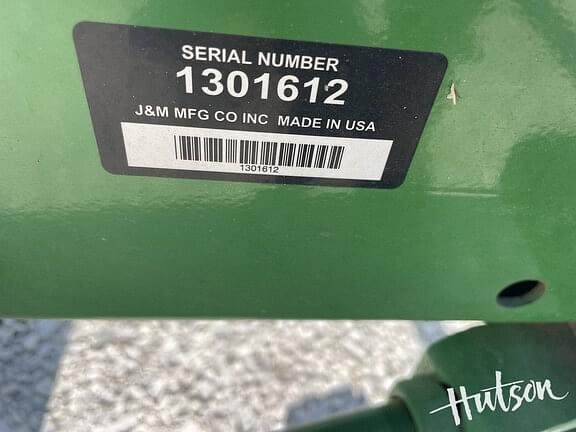 SERIAL NUMBER
1301612
J&M MFG CO INC MADE IN USA
1301612
Hutson